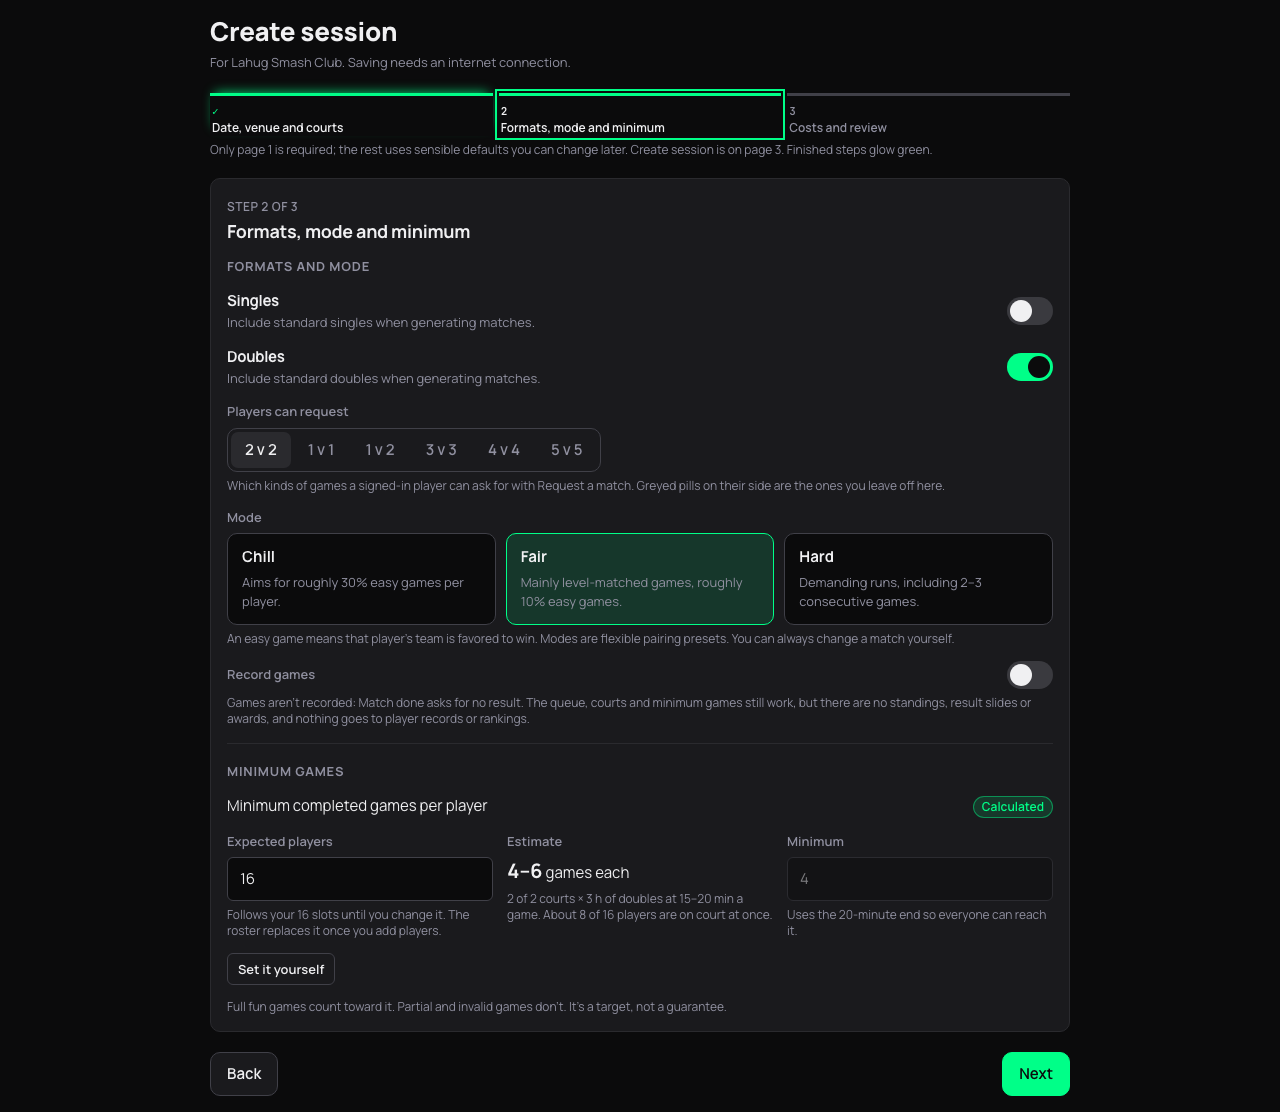 Create session
For Lahug Smash Club. Saving needs an internet connection.
✓
Date, venue and courts
2
Formats, mode and minimum
3
Costs and review
Only page 1 is required; the rest uses sensible defaults you can change later. Create session is on page 3. Finished steps glow green.
STEP 2 OF 3
Formats, mode and minimum
FORMATS AND MODE
Singles
Include standard singles when generating matches.
Doubles
Include standard doubles when generating matches.
Players can request
2 v 2
1 v 1
1 v 2
3 v 3
4 v 4
5 v 5
Which kinds of games a signed-in player can ask for with Request a match. Greyed pills on their side are the ones you leave off here.
Mode
Chill
Aims for roughly 30% easy games per
player.
Fair
Mainly level-matched games, roughly
10% easy games.
Hard
Demanding runs, including 2–3
consecutive games.
An easy game means that player's team is favored to win. Modes are flexible pairing presets. You can always change a match yourself.
Record games
Games aren't recorded: Match done asks for no result. The queue, courts and minimum games still work, but there are no standings, result slides or
awards, and nothing goes to player records or rankings.
MINIMUM GAMES
Minimum completed games per player
Calculated
Expected players
16
Follows your 16 slots until you change it. The
roster replaces it once you add players.
Estimate
4–6 games each
2 of 2 courts × 3 h of doubles at 15–20 min a
game. About 8 of 16 players are on court at once.
Minimum
4
Uses the 20-minute end so everyone can reach
it.
Set it yourself
Full fun games count toward it. Partial and invalid games don't. It's a target, not a guarantee.
Back
Next